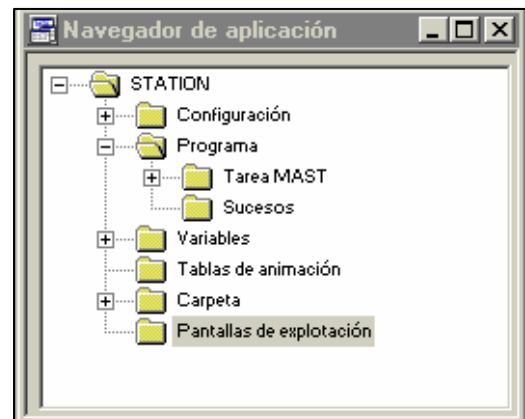 Navegador de aplicación
STATION
Configuración
Programa
Tarea MAST
Sucesos
Variables
Tablas de animación
Carpeta
Pantallas de explotación